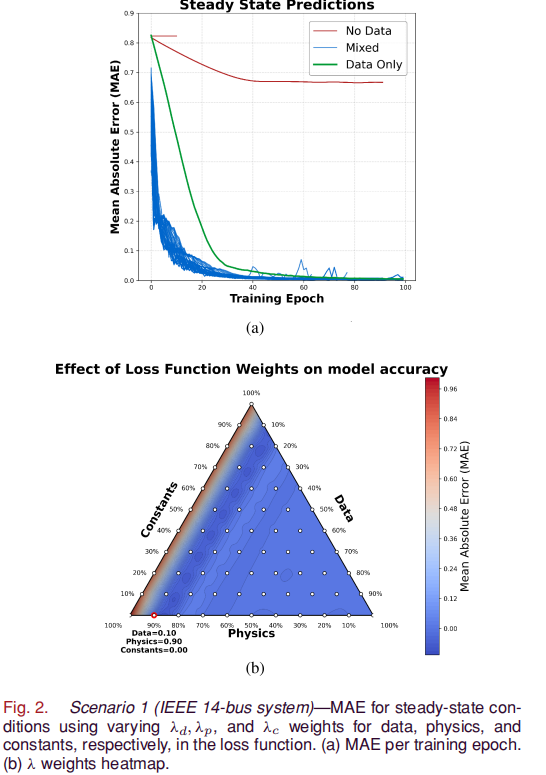 Steady State Predictions
Mean Absolute Error (MAE)
0.9
0.8
0.7
0.6
0.5
0.4
0.3
0.2
0.1
0.0
No Data
Mixed
Data Only
0 20 40 60 80 100
Training Epoch
(a)
Effect of Loss Function Weights on model accuracy
100%
90% 10%
80% 20%
70% 30%
60% 40%
50% 50%
40% 60%
30% 70%
20% 80%
10% 90%
Constants
Data
100% 90% 80% 70% 60% 50% 40% 30% 20% 10% 100%
Data=0.10
Physics=0.90
Constants=0.00
Physics
0.96
0.84
0.72
0.60
0.48
0.36
0.24
0.12
0.00
Mean Absolute Error (MAE)
(b)
Fig. 2. Scenario 1 (IEEE 14-bus system)—MAE for steady-state con-
ditions using varying λd, λp, and λc weights for data, physics, and
constants, respectively, in the loss function. (a) MAE per training epoch.
(b) λ weights heatmap.